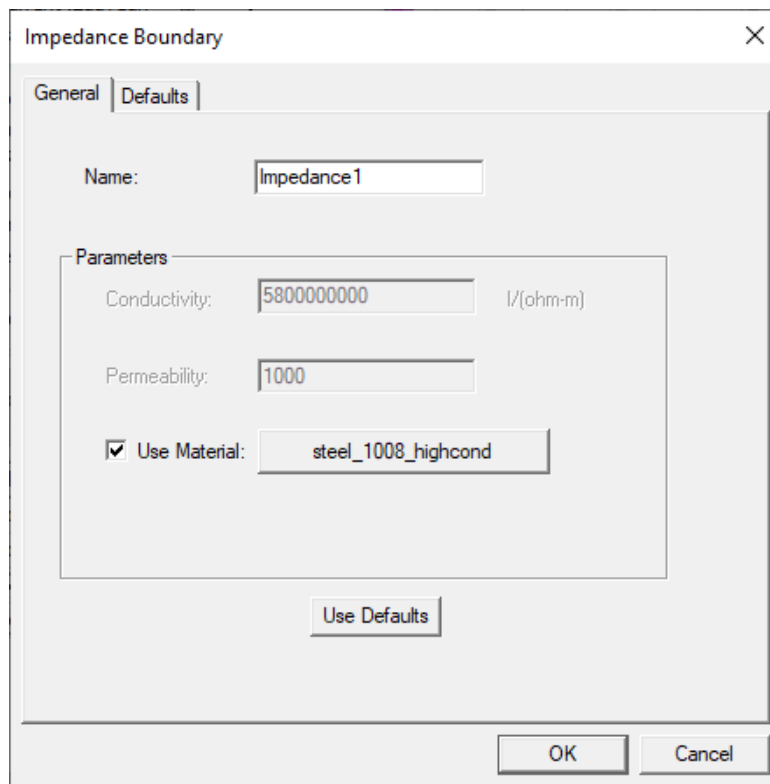 Impedance Boundary
General Defaults
Name: Impedance1
Parameters
Conductivity: 5800000000 l/(ohm-m)
Permeability: 1000
Use Material: steel_1008_highcond
Use Defaults
OK Cancel